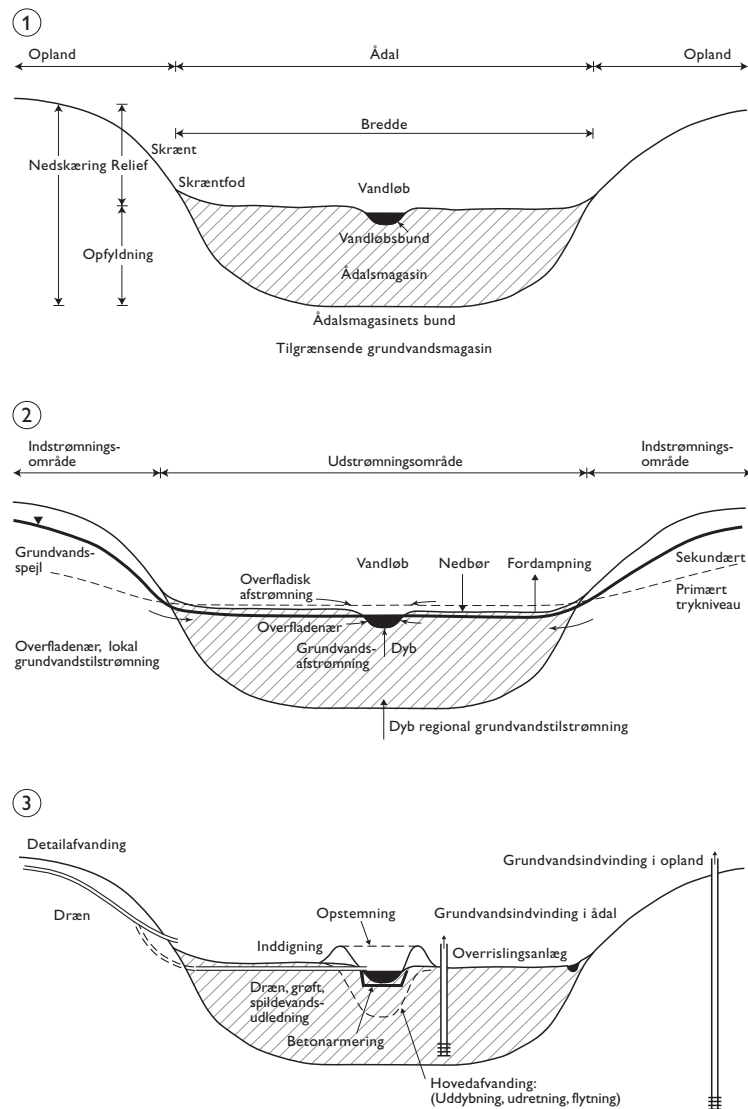 1
Opland
Ådal
Opland
Bredde
Skrænt
Nedskæring Relief
Skræntfod
Vandløb
Vandløbsbund
Opfyldning
Ådalsmagasin
Ådalsmagasinets bund
Tilgrænsende grundvandsmagasin
2
Indstrømnings-
område
Udstrømningsområde
Indstrømnings-
område
Grundvands-
spejl
Overfladisk
afstrømning
Vandløb
Nedbør
Fordampning
Sekundært
Primært
trykniveau
Overfladenær, lokal
grundvandstilstrømning
Overfladenær
Grundvands-
afstrømning
Dyb
Dyb regional grundvandstilstrømning
3
Detailafvanding
Grundvandsindvinding i opland
Dræn
Opstemning
Grundvandsindvinding i ådal
Inddigning
Overrislingsanlæg
Dræn, grøft,
spildevands-
udledning
Betonarmering
Hovedafvanding:
(Uddybning, udretning, flytning)